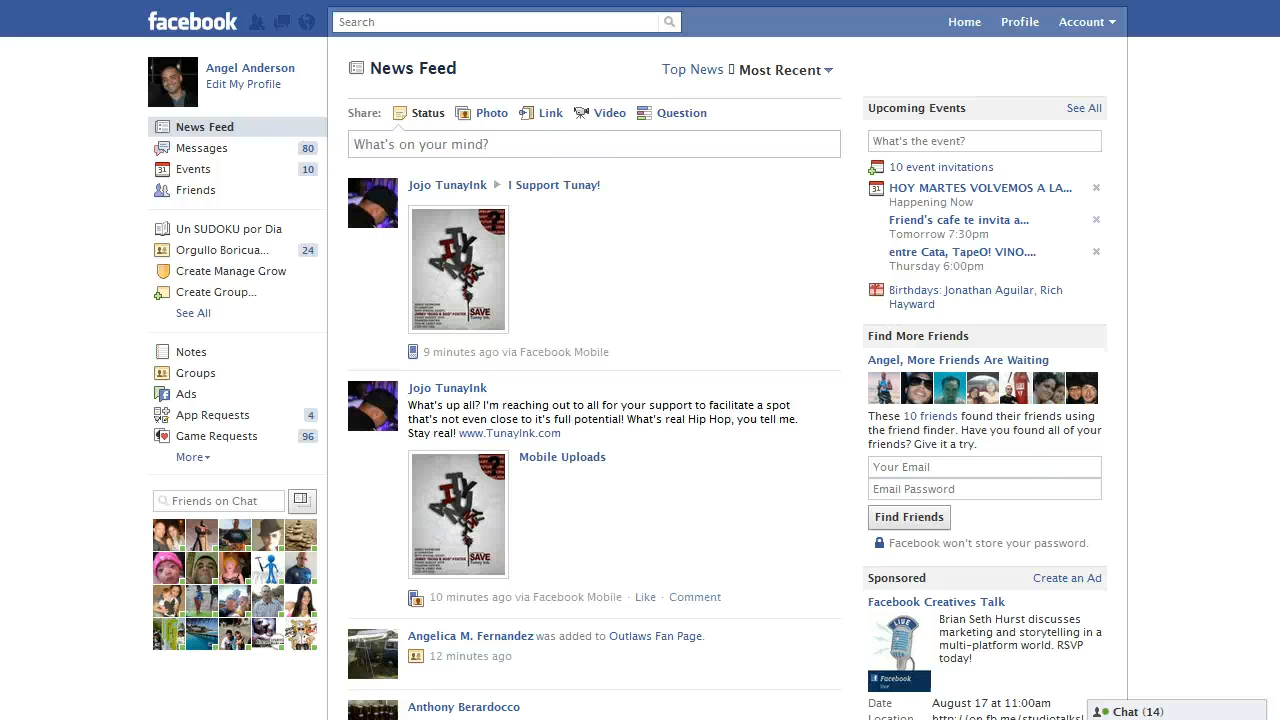 facebook
Search
Home Profile Account
Angel Anderson
Edit My Profile
News Feed
Messages 80
Events 10
Friends
Un SUDOKU por Dia
Orgullo Boricua... 24
Create Manage Grow
Create Group...
See All
Notes
Groups
Ads
App Requests 4
Game Requests 96
More
Friends on Chat
News Feed
Top News Most Recent
Share: Status Photo Link Video Question
What's on your mind?
Jojo TunayInk I Support Tunay!
SAVE
9 minutes ago via Facebook Mobile
Jojo TunayInk
What's up all? I'm reaching out to all for your support to facilitate a spot
that's not even close to it's full potential! What's real Hip Hop, you tell me.
Stay real! www.TunayInk.com
Mobile Uploads
SAVE
10 minutes ago via Facebook Mobile · Like · Comment
Angelica M. Fernandez was added to Outlaws Fan Page.
12 minutes ago
Anthony Berardocco
Upcoming Events See All
What's the event?
10 event invitations
31 HOY MARTES VOLVEMOS A LA...
Happening Now
Friend's cafe te invita a...
Tomorrow 7:30pm
entre Cata, TapeO! VINO....
Thursday 6:00pm
Birthdays: Jonathan Aguilar, Rich
Hayward
Find More Friends
Angel, More Friends Are Waiting
These 10 friends found their friends using
the friend finder. Have you found all of your
friends? Give it a try.
Your Email
Email Password
Find Friends
Facebook won't store your password.
Sponsored Create an Ad
Facebook Creatives Talk
LIVE
Facebook
live
Brian Seth Hurst discusses
marketing and storytelling in a
multi-platform world. RSVP
today!
Date August 17 at 11:00am
Location http://on.fb.me/studiotalks!
Chat (14)